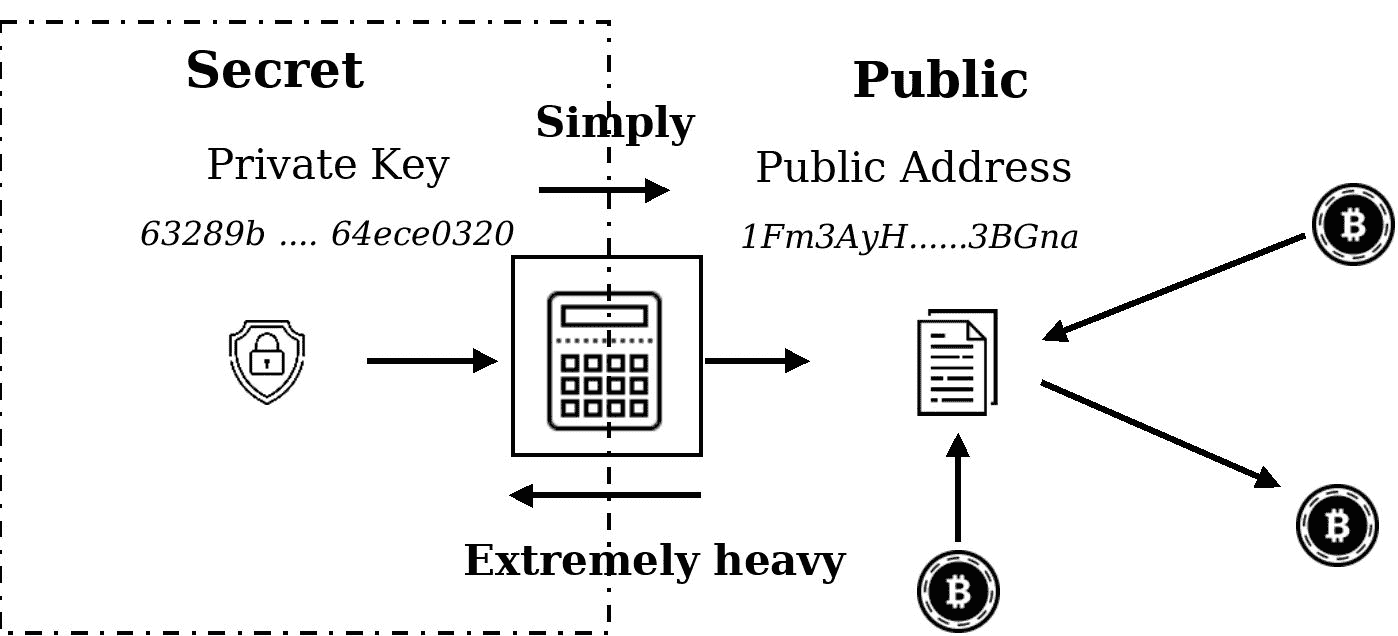 Secret
Public
Simply
Private Key
Public Address
63289b .... 64ece0320
1Fm3AyH......3BGna
Extremely heavy